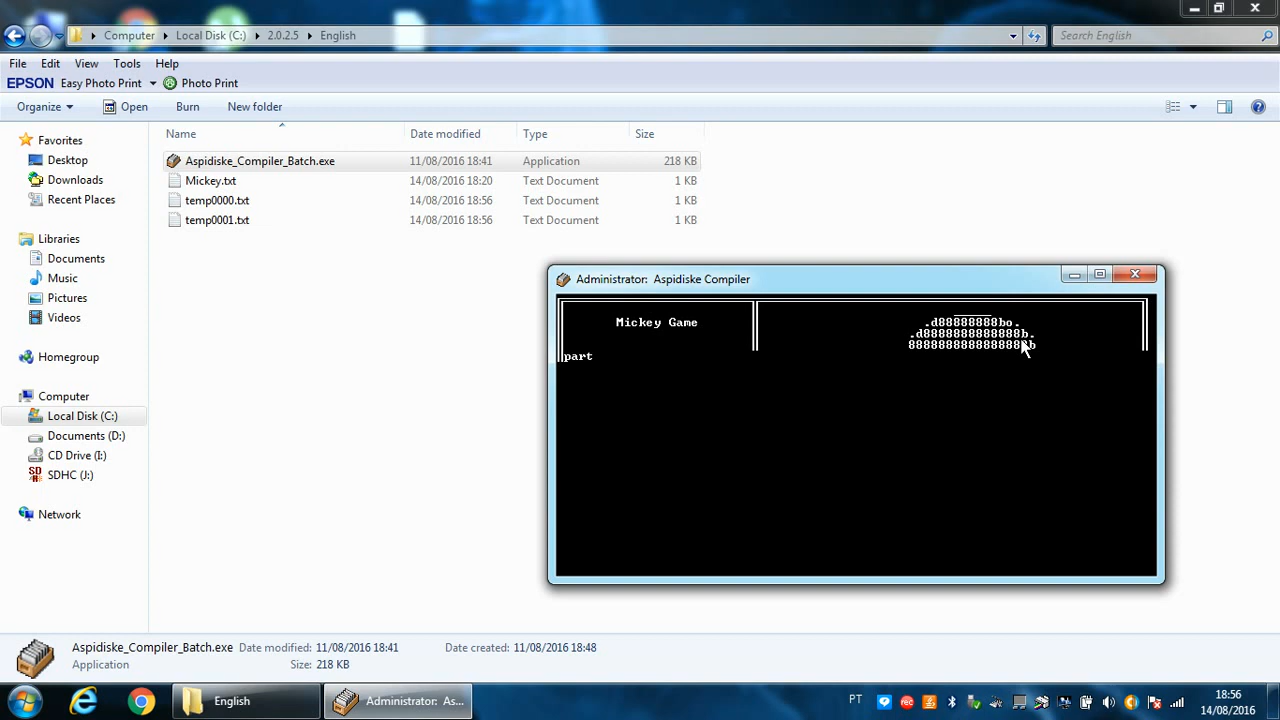 Computer Local Disk (C:) 2.0.2.5 English
Search English
File Edit View Tools Help
EPSON Easy Photo Print Photo Print
Organize Open Burn New folder
Name Date modified Type Size
Favorites
Desktop
Downloads
Recent Places
Libraries
Documents
Music
Pictures
Videos
Homegroup
Computer
Local Disk (C:)
Documents (D:)
CD Drive (I:)
SDHC (J:)
Network
Aspidiske_Compiler_Batch.exe 11/08/2016 18:41 Application 218 KB
Mickey.txt 14/08/2016 18:20 Text Document 1 KB
temp0000.txt 14/08/2016 18:56 Text Document 1 KB
temp0001.txt 14/08/2016 18:56 Text Document 1 KB
Administrator: Aspidiske Compiler
Mickey Game
.d88888888bo.
.d8888888888888b.
part
Aspidiske_Compiler_Batch.exe Date modified: 11/08/2016 18:41 Date created: 11/08/2016 18:48
Application Size: 218 KB
English
Administrator: As...
PT
18:56
14/08/2016